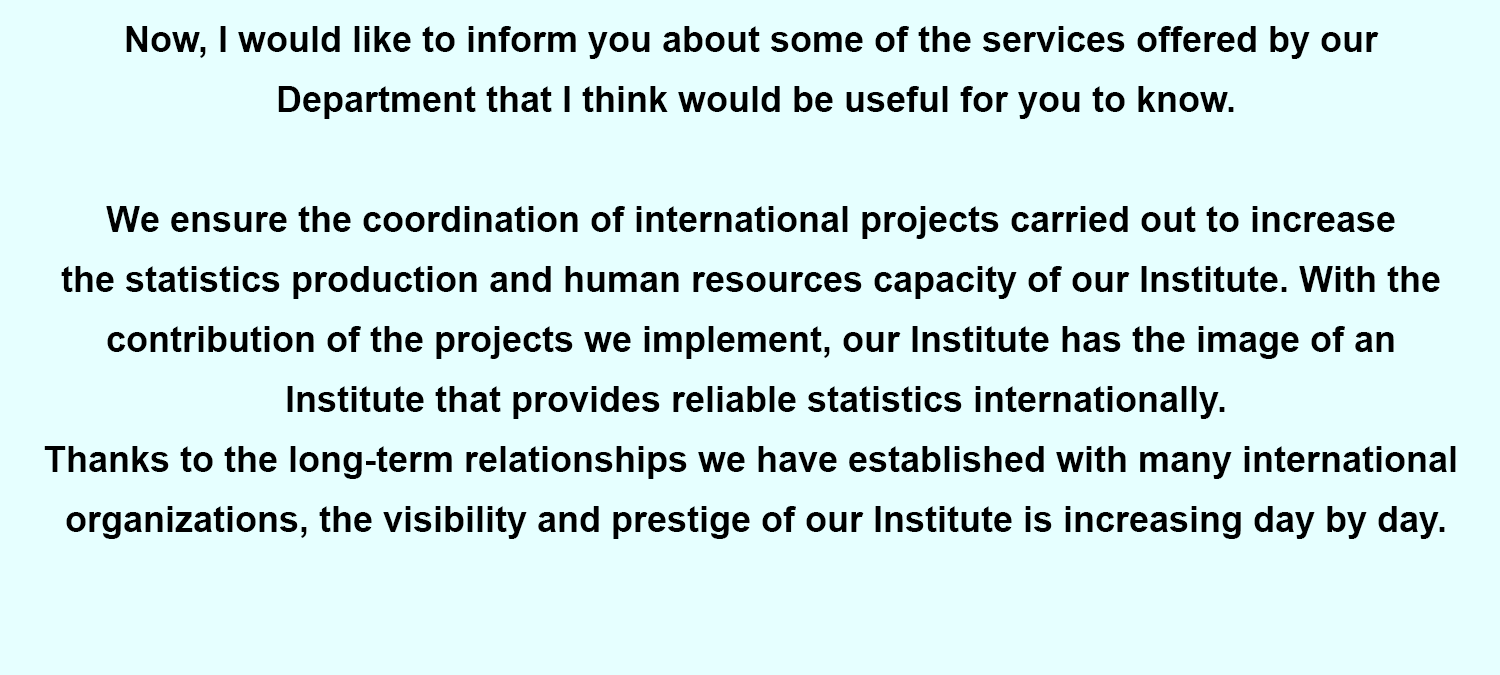 Now, I would like to inform you about some of the services offered by our
Department that I think would be useful for you to know.
We ensure the coordination of international projects carried out to increase
the statistics production and human resources capacity of our Institute. With the
contribution of the projects we implement, our Institute has the image of an
Institute that provides reliable statistics internationally.
Thanks to the long-term relationships we have established with many international
organizations, the visibility and prestige of our Institute is increasing day by day.